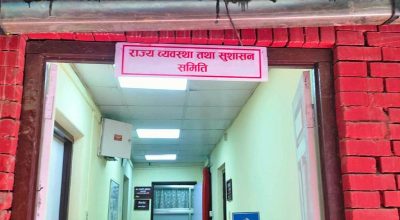 राज्य व्यवस्था तथा सुशासन
समिति